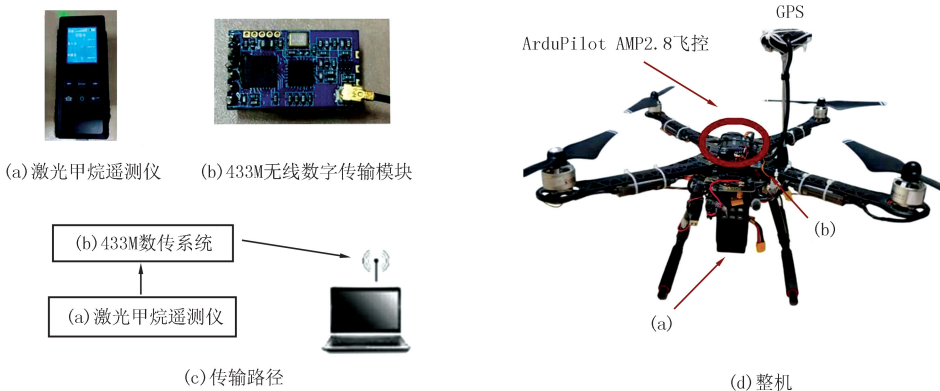 GPS
ArduPilot AMP2.8飞控
(a)激光甲烷遥测仪
(b)433M无线数字传输模块
(b)433M数传系统
(a)激光甲烷遥测仪
(c)传输路径
(b)
(a)
(d)整机